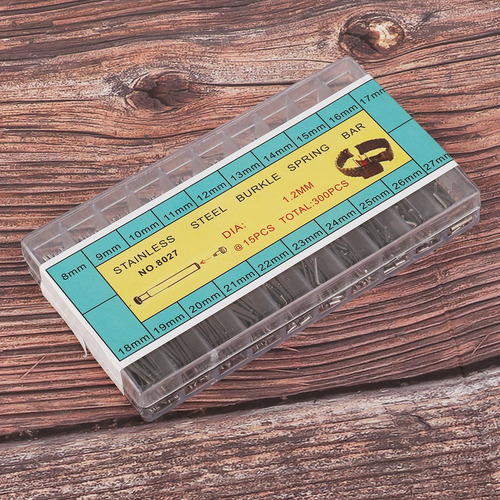 8mm 9mm 10mm 11mm 12mm 13mm 14mm 15mm 16mm 17mm
STAINLESS STEEL BURKLE SPRING BAR
NO.8027
DIA: 1.2MM
@15PCS TOTAL:300PCS
18mm 19mm 20mm 21mm 22mm 23mm 24mm 25mm 26mm 27mm